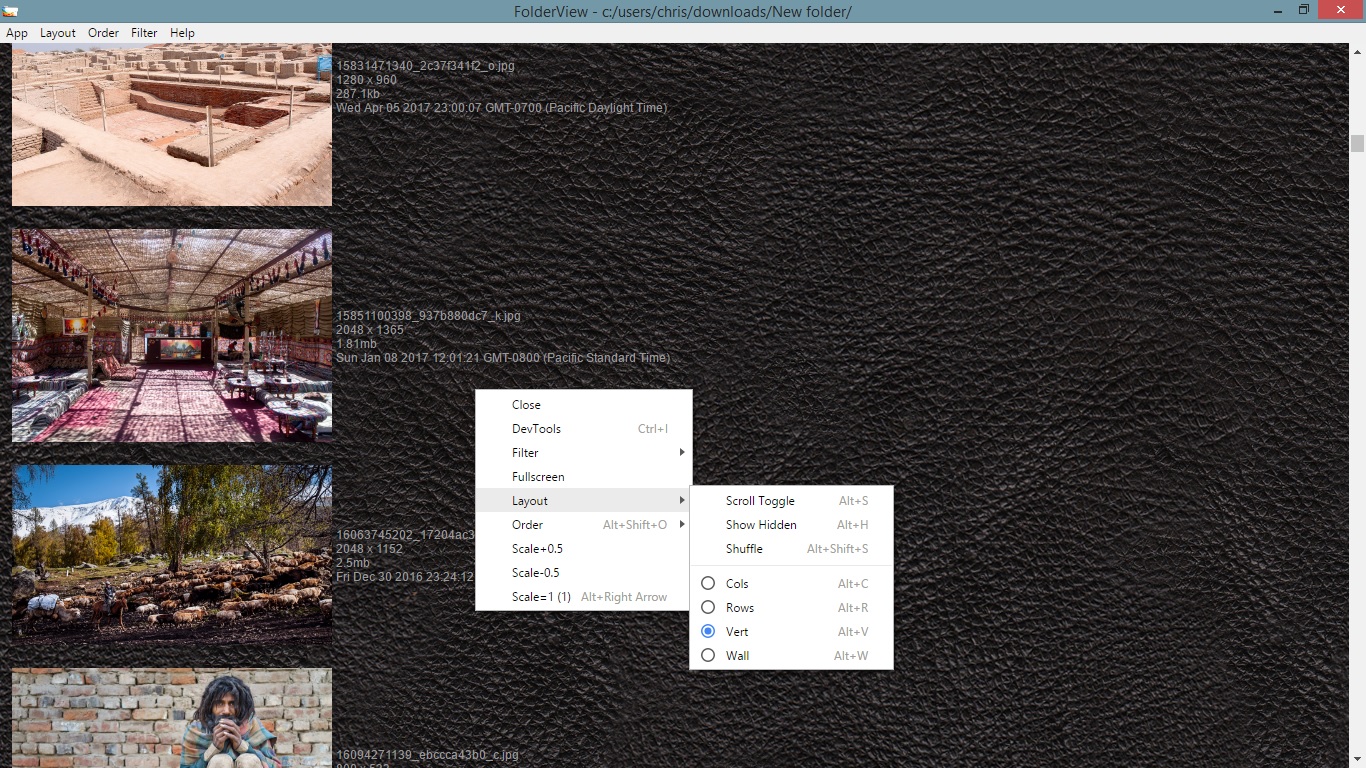 FolderView - c:/users/chris/downloads/New folder/
App Layout Order Filter Help
15831471340_2c37f341f2_o.jpg
1280 x 960
287.1kb
Wed Apr 05 2017 23:00:07 GMT-0700 (Pacific Daylight Time)
15851100398_937b880dc7_k.jpg
2048 x 1365
1.81mb
Sun Jan 08 2017 12:01:21 GMT-0800 (Pacific Standard Time)
16063745202_17204ac3
2048 x 1152
2.5mb
Fri Dec 30 2016 23:24:12
16094271139_ebccca43b0_c.jpg
Close
DevTools Ctrl+I
Filter
Fullscreen
Layout
Order Alt+Shift+O
Scale+0.5
Scale-0.5
Scale=1 (1) Alt+Right Arrow
Scroll Toggle Alt+S
Show Hidden Alt+H
Shuffle Alt+Shift+S
Cols Alt+C
Rows Alt+R
Vert Alt+V
Wall Alt+W